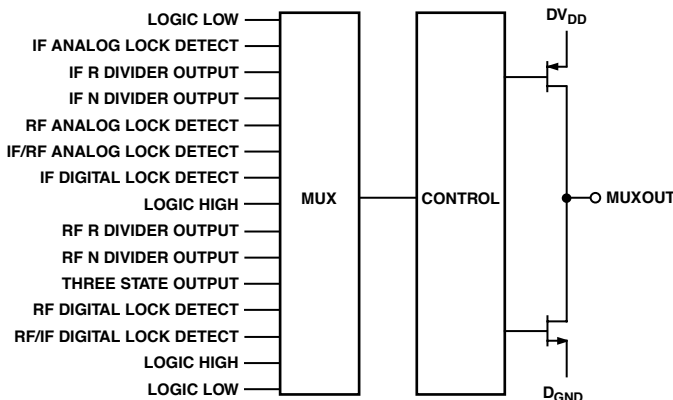 LOGIC LOW
IF ANALOG LOCK DETECT
IF R DIVIDER OUTPUT
IF N DIVIDER OUTPUT
RF ANALOG LOCK DETECT
IF/RF ANALOG LOCK DETECT
IF DIGITAL LOCK DETECT
LOGIC HIGH
RF R DIVIDER OUTPUT
RF N DIVIDER OUTPUT
THREE STATE OUTPUT
RF DIGITAL LOCK DETECT
RF/IF DIGITAL LOCK DETECT
LOGIC HIGH
LOGIC LOW
MUX
CONTROL
DVDD
MUXOUT
DGND